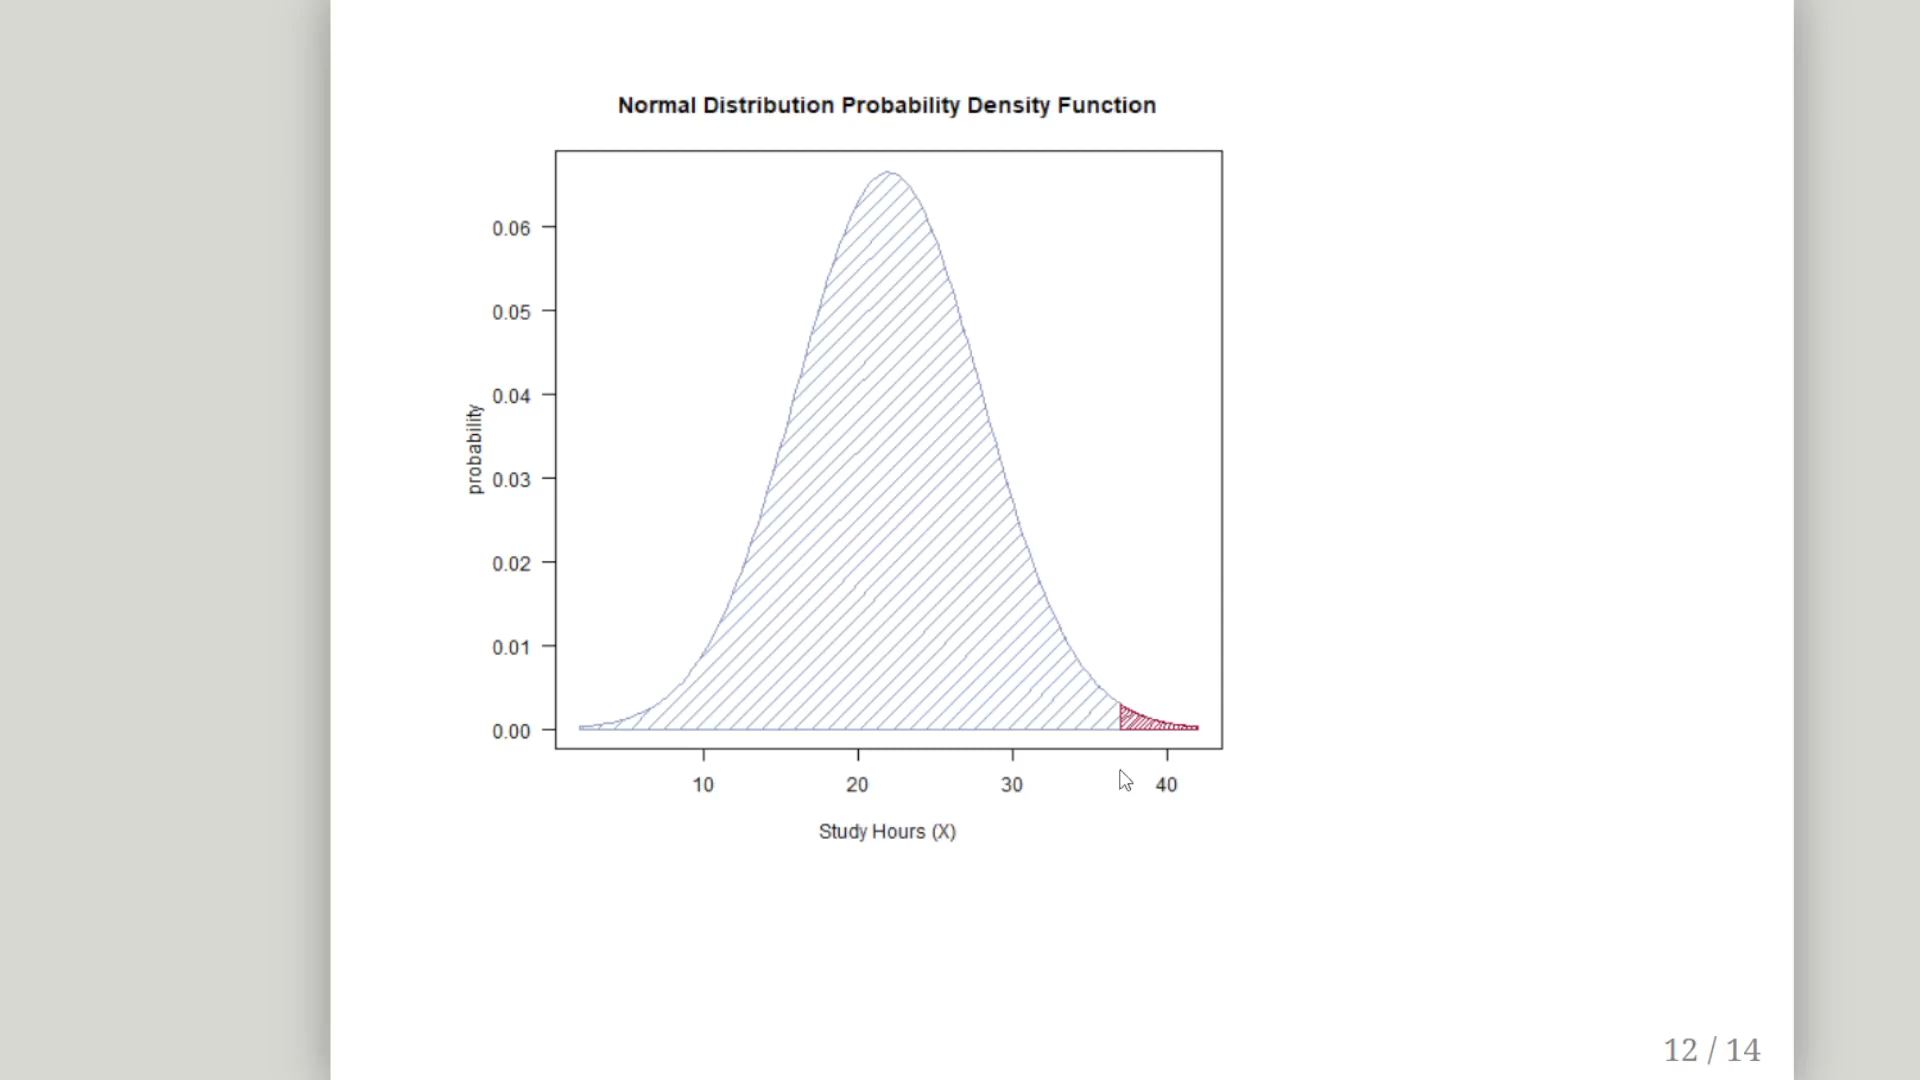 Normal Distribution Probability Density Function
probability
0.06
0.05
0.04
0.03
0.02
0.01
0.00
10 20 30 40
Study Hours (X)
12 / 14